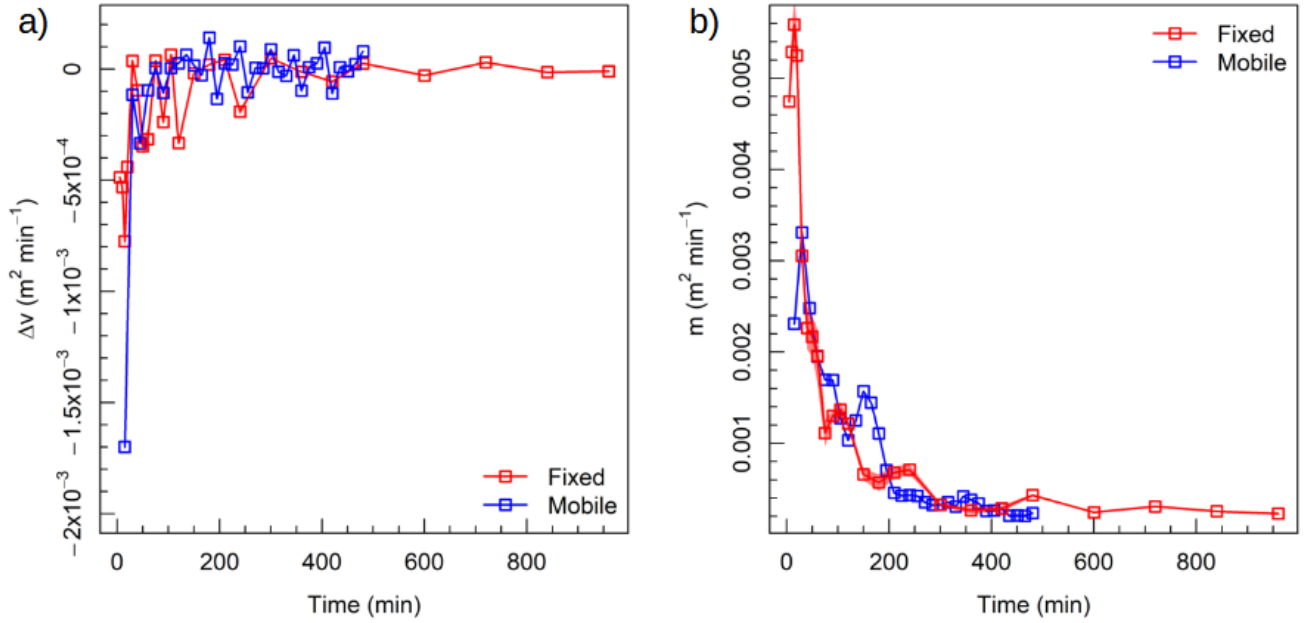 a)
0
−5x10⁻⁴
−1x10⁻³
−1.5x10⁻³
−2x10⁻³
Δv (m² min⁻¹)
Fixed
Mobile
0
200
400
600
800
Time (min)
b)
Fixed
Mobile
0.005
0.004
0.003
0.002
0.001
m (m² min⁻¹)
0
200
400
600
800
Time (min)